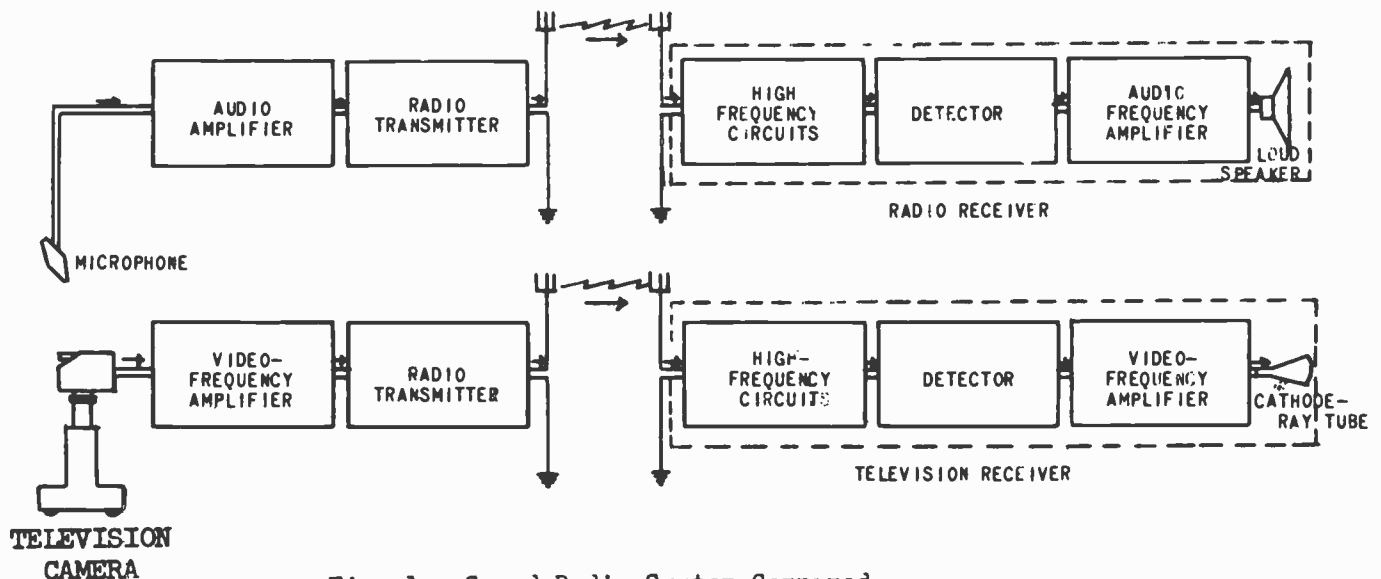 AUDIO
AMPLIFIER
RADIO
TRANSMITTER
HIGH
FREQUENCY
CIRCUITS
DETECTOR
AUDIO
FREQUENCY
AMPLIFIER
LOUD
SPEAKER
RADIO RECEIVER
MICROPHONE
VIDEO-
FREQUENCY
AMPLIFIER
RADIO
TRANSMITTER
HIGH-
FREQUENCY
CIRCUITS
DETECTOR
VIDEO-
FREQUENCY
AMPLIFIER
CATHODE-
RAY TUBE
TELEVISION RECEIVER
TELEVISION
CAMERA